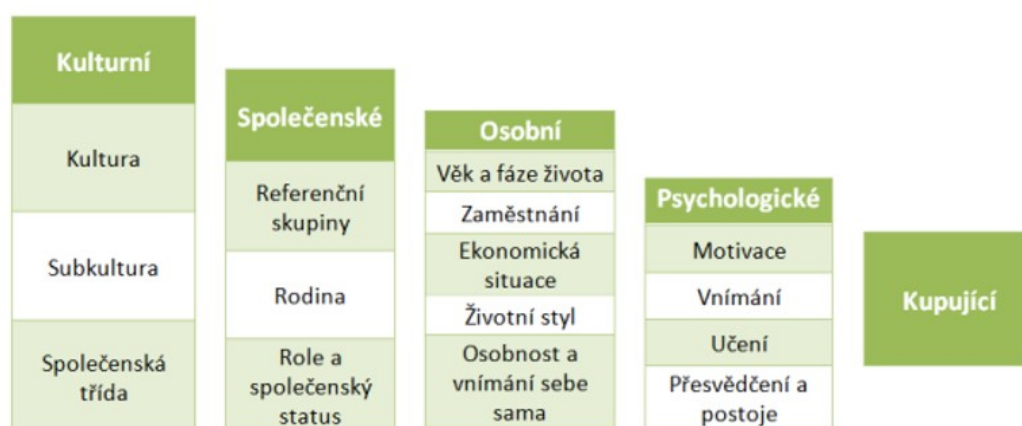 Kulturní
Kultura
Subkultura
Společenská
třída
Společenské
Referenční
skupiny
Rodina
Role a
společenský
status
Osobní
Věk a fáze života
Zaměstnání
Ekonomická
situace
Životní styl
Osobnost a
vnímání sebe
sama
Psychologické
Motivace
Vnímání
Učení
Přesvědčení a
postoje
Kupující